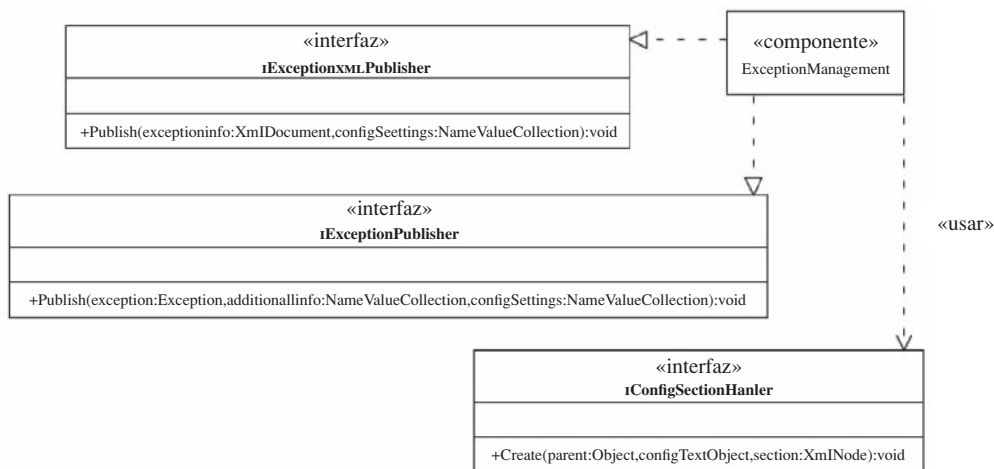 «interfaz»
IExceptionXMLPublisher
+Publish(exceptioninfo:XmlDocument,configSeettings:NameValueCollection):void
«componente»
ExceptionManagement
«interfaz»
IExceptionPublisher
+Publish(exception:Exception,additionallinfo:NameValueCollection,configSettings:NameValueCollection):void
«usar»
«interfaz»
IConfigSectionHanler
+Create(parent:Object,configTextObject,section:XmlNode):void